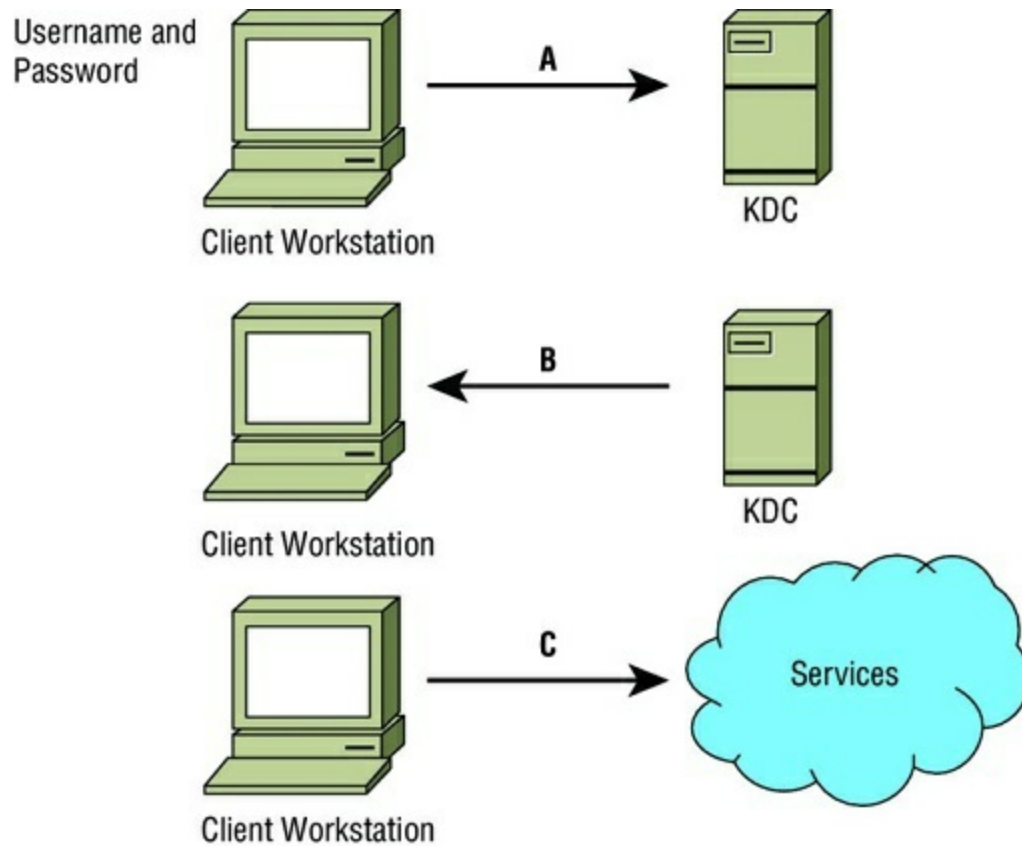 Username and
Password
A
KDC
Client Workstation
B
KDC
Client Workstation
C
Services
Client Workstation